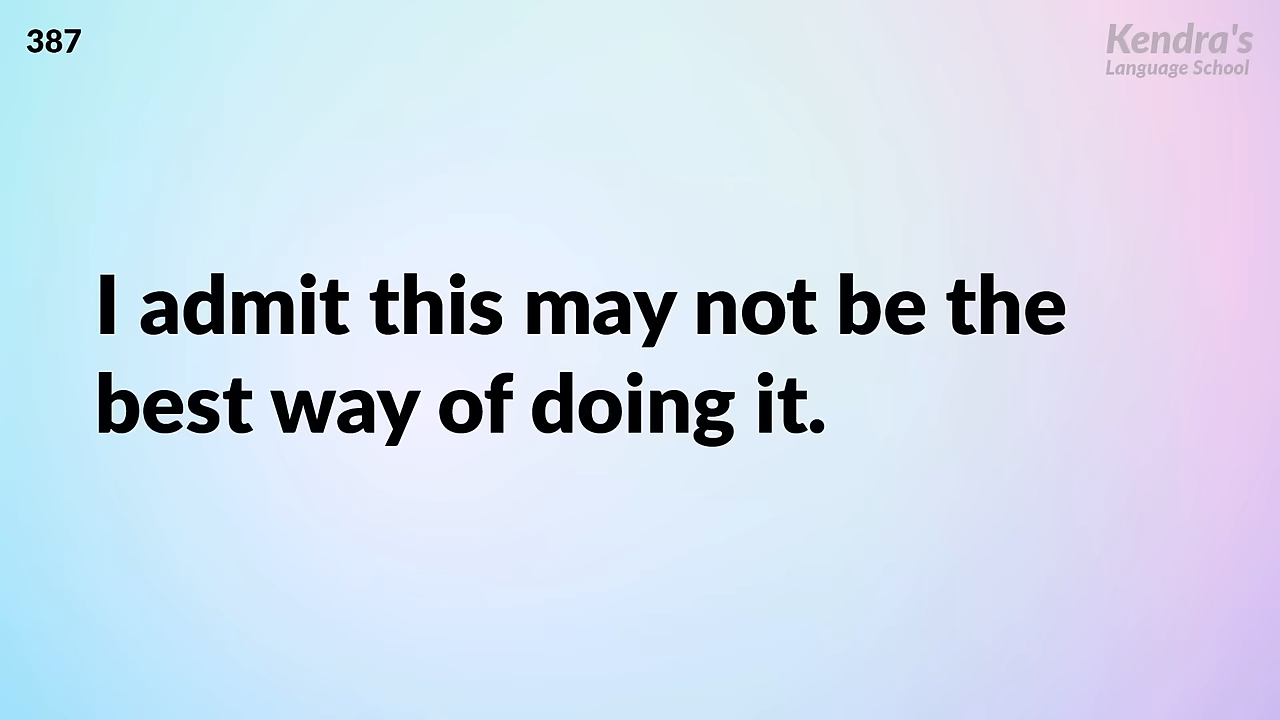 387
Kendra's
Language School
I admit this may not be the
best way of doing it.